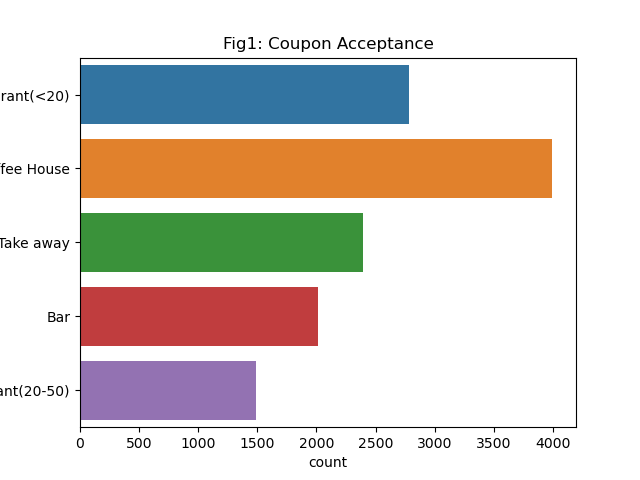 Fig1: Coupon Acceptance
rant(<20)
fee House
Take away
Bar
ant(20-50)
0 500 1000 1500 2000 2500 3000 3500 4000
count